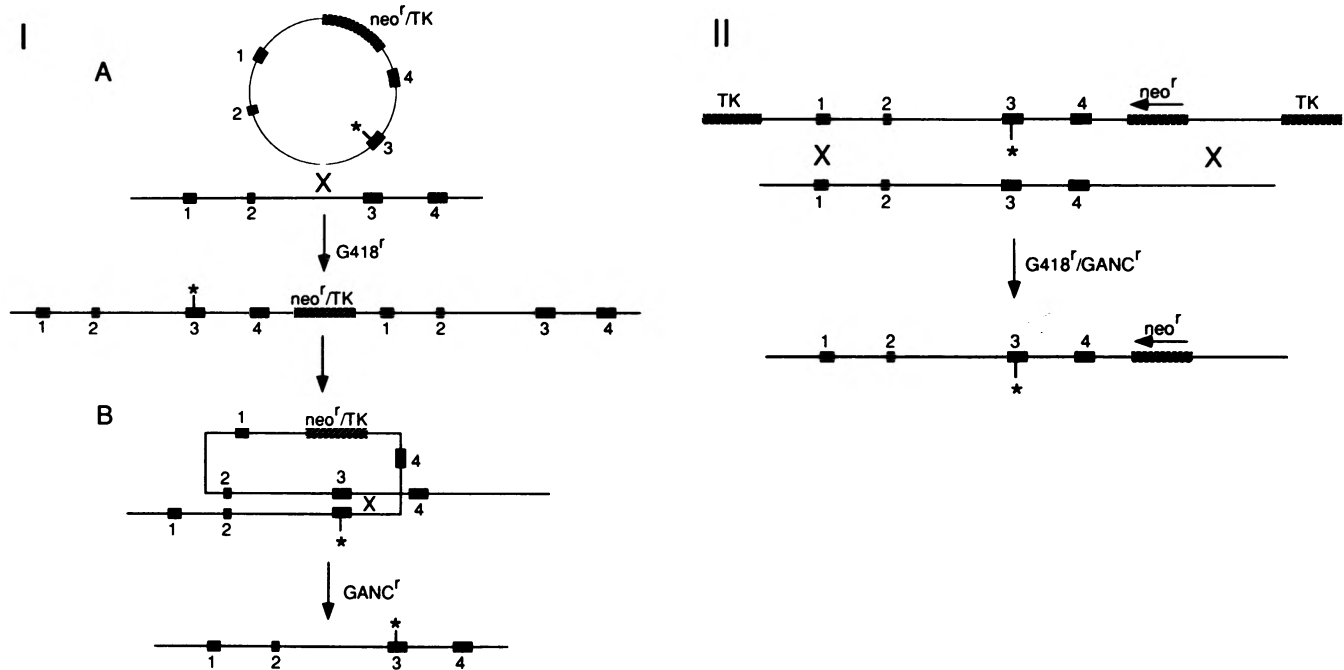 I
A
neo^r/TK
1
4
2
*
3
X
1 2 3 4
G418^r
*
neo^r/TK
1 2 3 4 1 2 3 4
B
1
neo^r/TK
4
2 3
X
4
1 2
*
GANC^r
*
1 2 3 4
II
TK 1 2 3 4 neo^r TK
*
X X
1 2 3 4
G418^r/GANC^r
1 2 3 4 neo^r
*